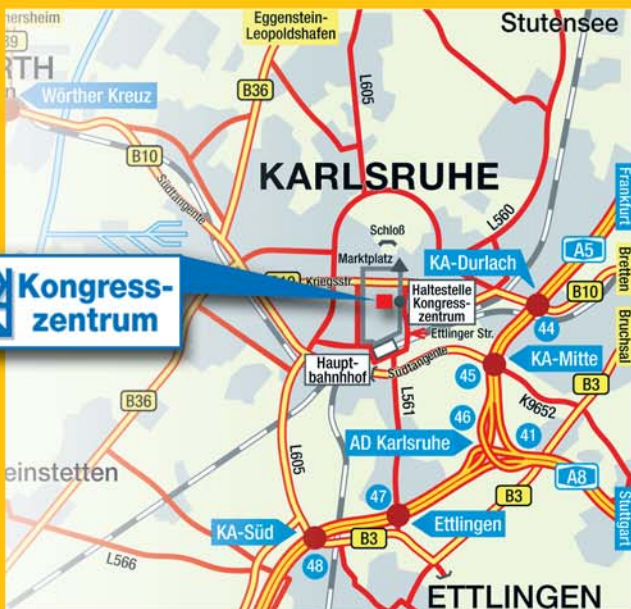 Eggenstein-
Leopoldshafen
Stutensee
ersheim
B9
RTH
Wörther Kreuz
B36
L605
B10
Südtangente
KARLSRUHE
L560
Frankfurt
Schloß
Marktplatz
KA-Durlach
A5
Bretten
Kongress-
zentrum
B10
Kriegsstr
Haltestelle
Kongress-
zentrum
B10
44
Bruchsal
Ettlinger Str.
Haupt-
bahnhhof
Südtangente
KA-Mitte
45
B3
B36
L561
K9652
46
einstetten
L605
AD Karlsruhe
41
A8
47
B3
Stuttgart
KA-Süd
Ettlingen
B3
L566
48
ETTLINGEN